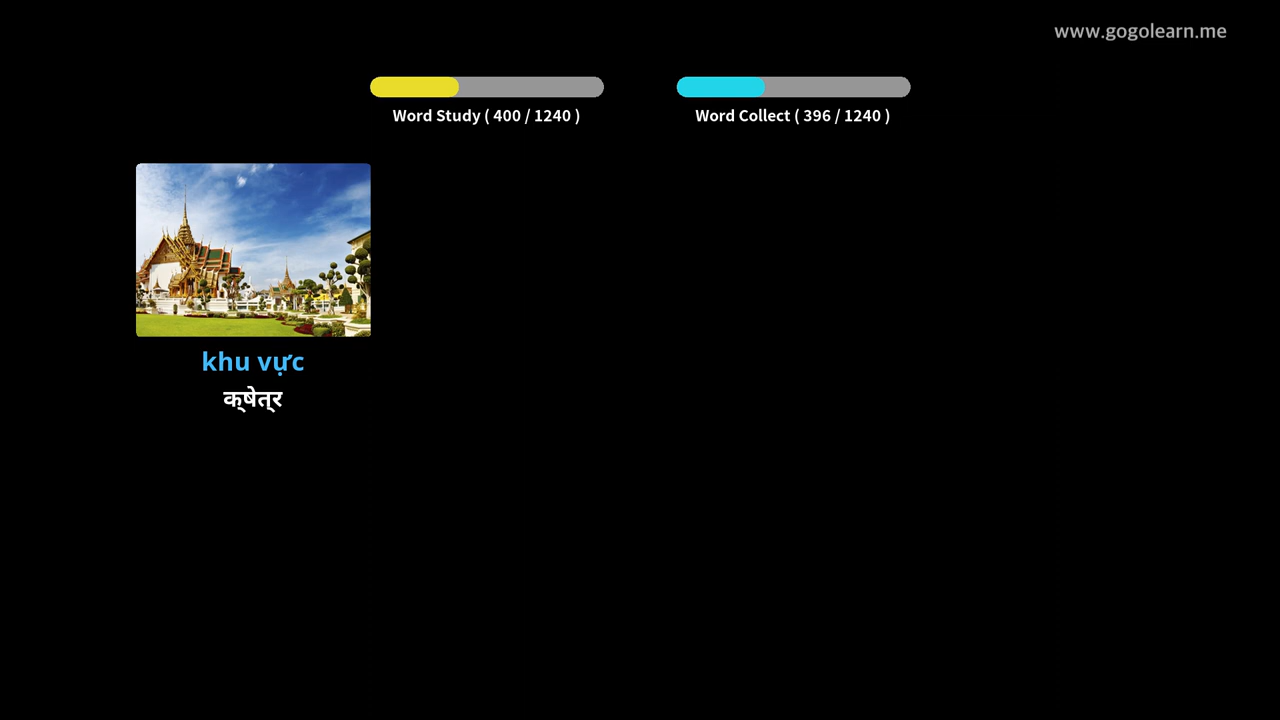 www.gogolearn.me
Word Study ( 400 / 1240 )
Word Collect ( 396 / 1240 )
khu vực
क्षेत्र